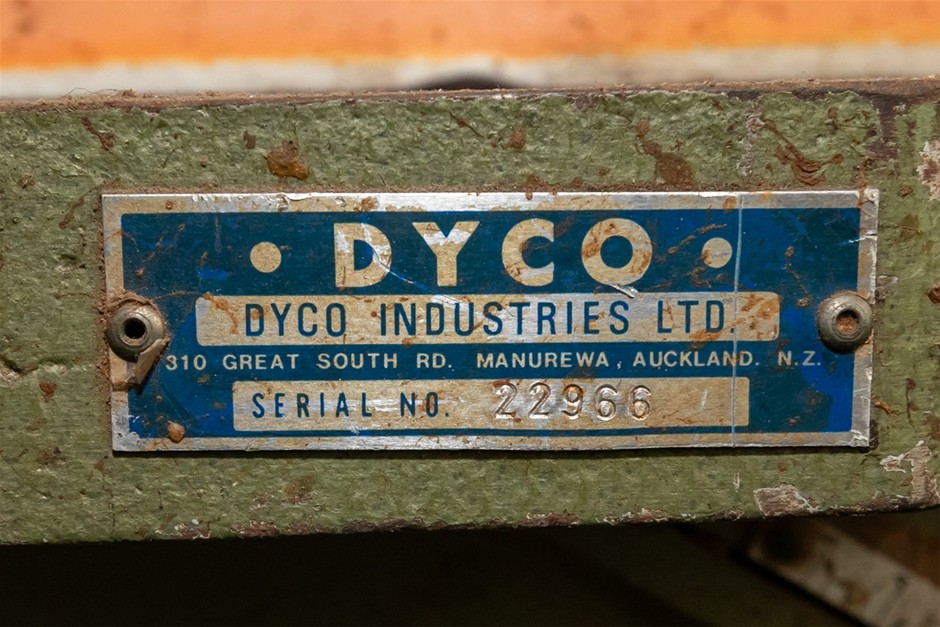 • DYCO •
DYCO INDUSTRIES LTD.
310 GREAT SOUTH RD. MANUREWA, AUCKLAND. N.Z.
SERIAL NO. 22966